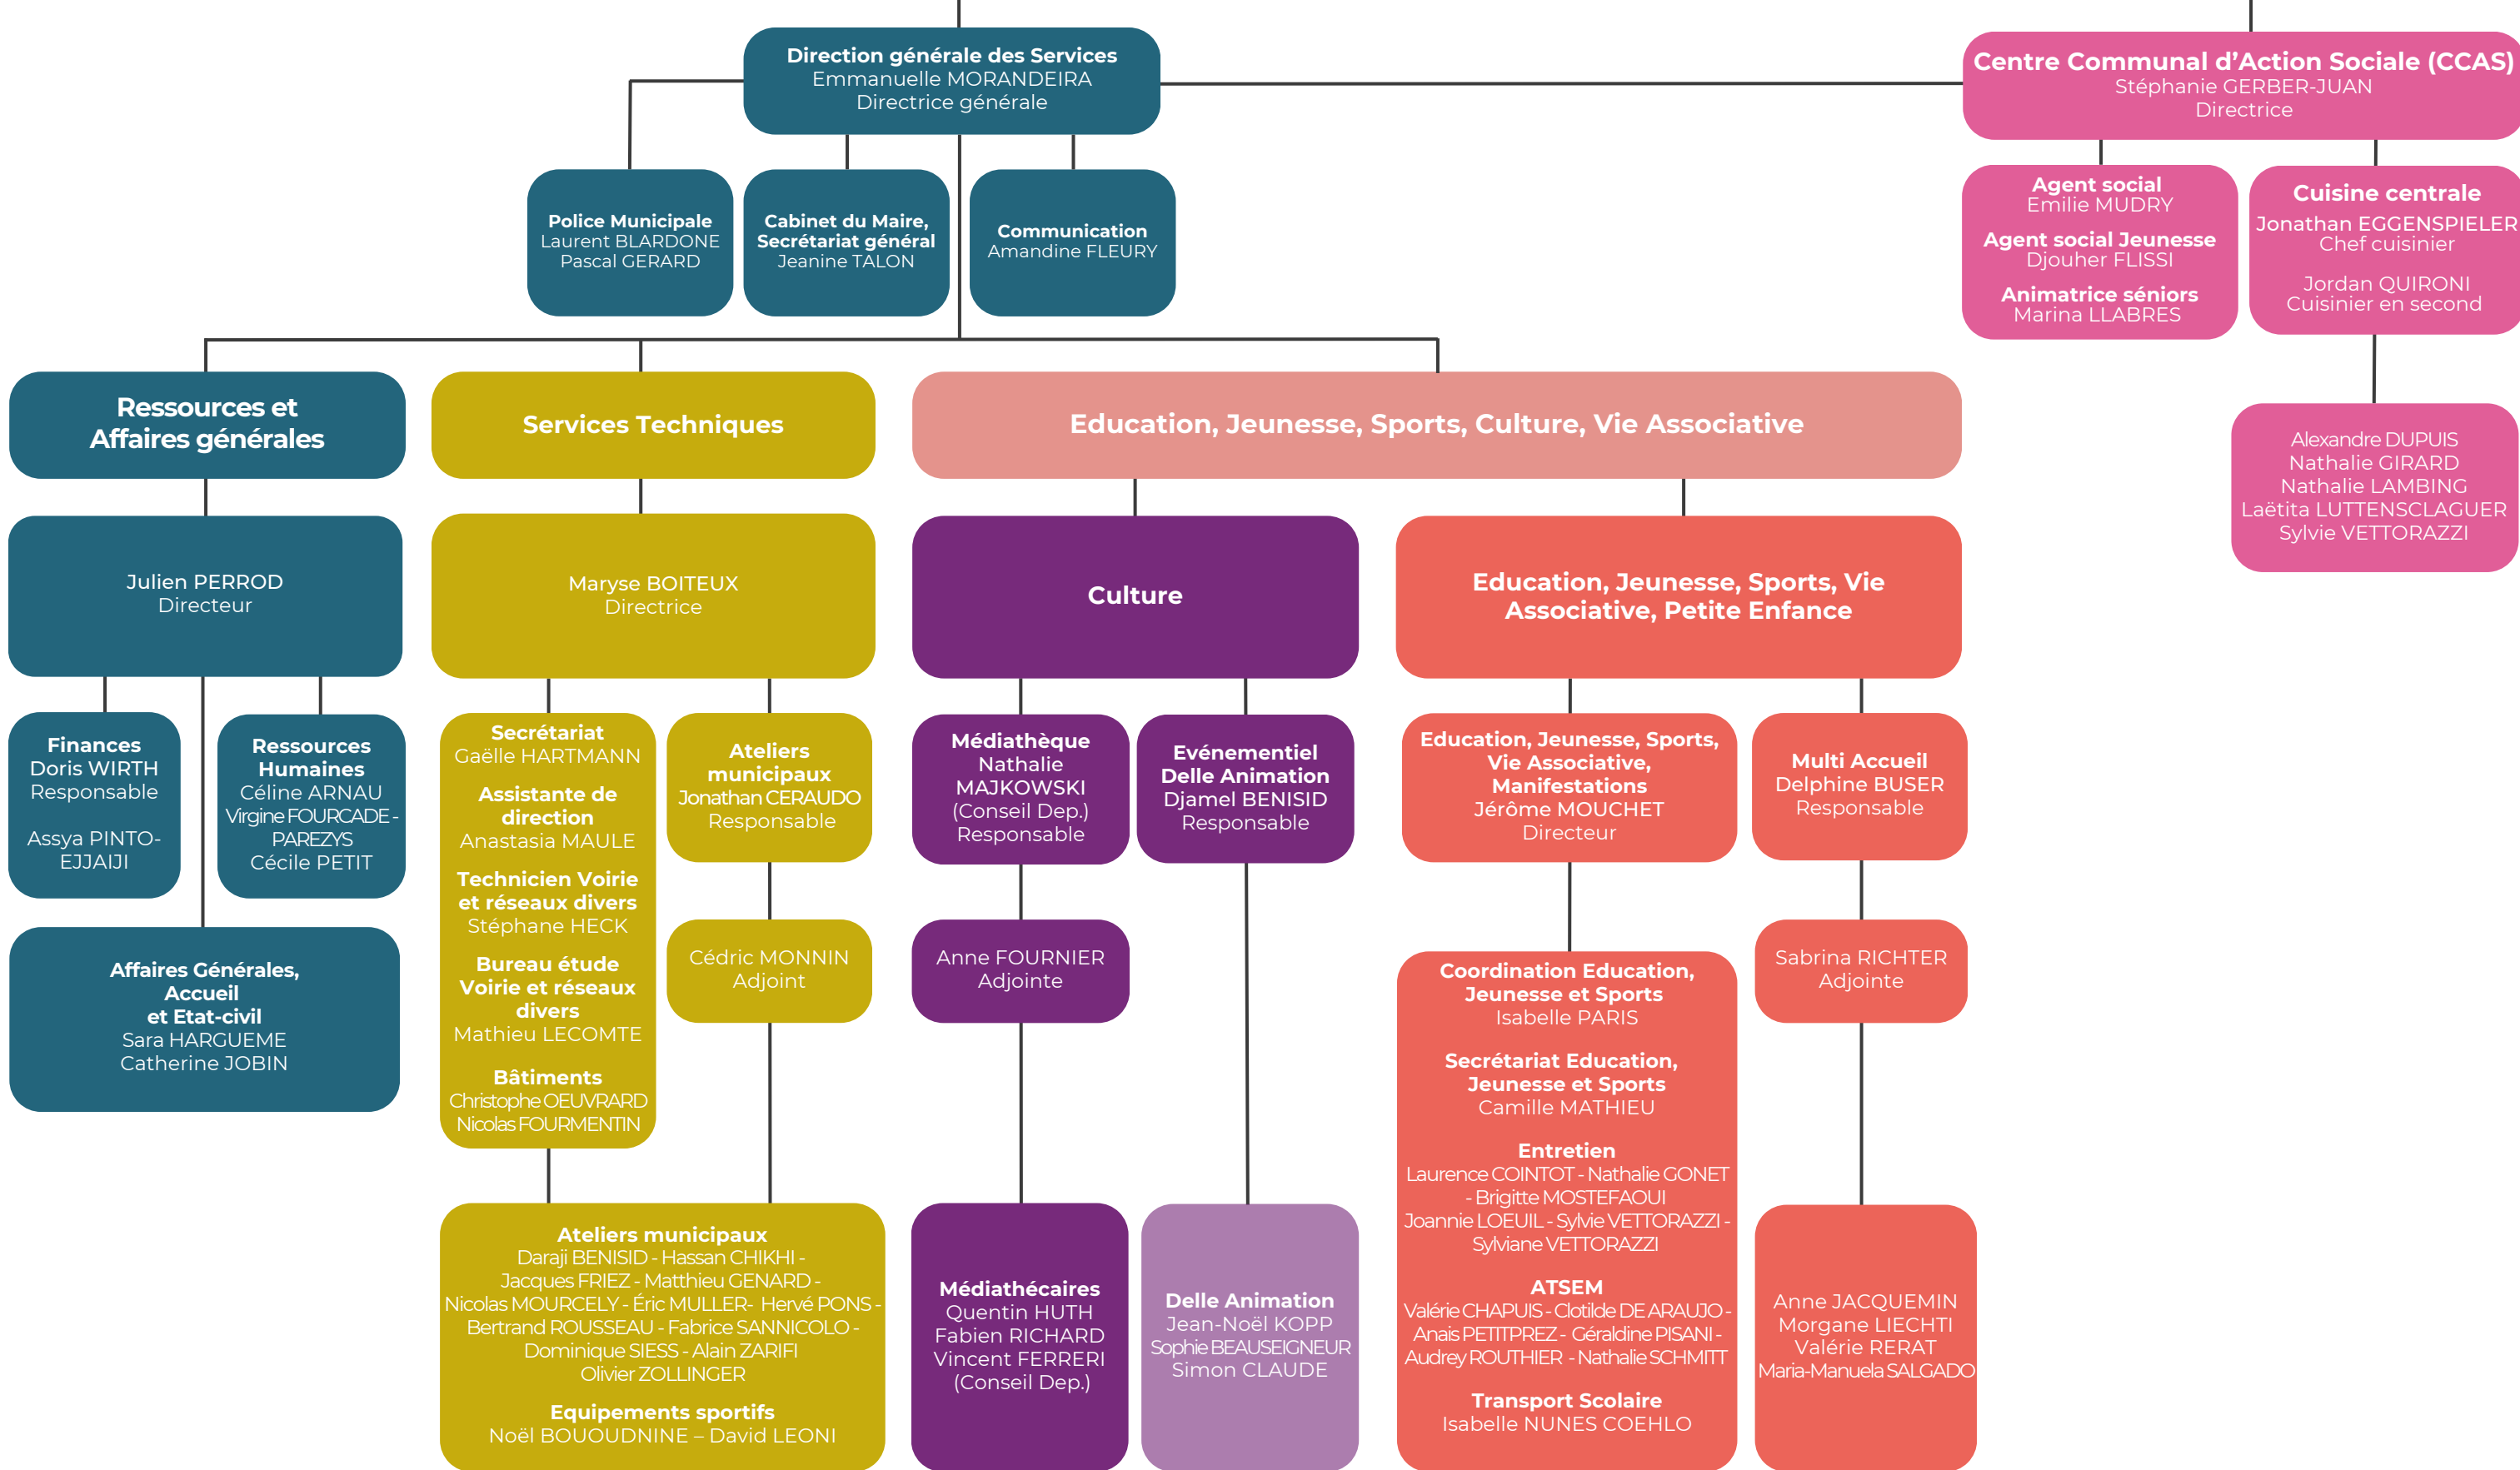 Direction générale des Services
Emmanuelle MORANDEIRA
Directrice générale
Centre Communal d'Action Sociale (CCAS)
Stéphanie GERBER-JUAN
Directrice
Police Municipale
Laurent BLARDONE
Pascal GERARD
Cabinet du Maire,
Secrétariat général
Jeanine TALON
Communication
Amandine FLEURY
Agent social
Emilie MUDRY
Agent social Jeunesse
Djouher FLISSI
Animatrice séniors
Marina LLABRES
Cuisine centrale
Jonathan EGGENSPIELER
Chef cuisinier
Jordan QUIRONI
Cuisinier en second
Alexandre DUPUIS
Nathalie GIRARD
Nathalie LAMBING
Laëtita LUTTENSCLAGUER
Sylvie VETTORAZZI
Ressources et
Affaires générales
Services Techniques
Education, Jeunesse, Sports, Culture, Vie Associative
Julien PERROD
Directeur
Maryse BOITEUX
Directrice
Culture
Education, Jeunesse, Sports, Vie
Associative, Petite Enfance
Finances
Doris WIRTH
Responsable
Assya PINTO-
EJJAIJI
Ressources
Humaines
Céline ARNAU
Virgine FOURCADE -
PAREZYS
Cécile PETIT
Affaires Générales,
Accueil
et Etat-civil
Sara HARGUEME
Catherine JOBIN
Secrétariat
Gaëlle HARTMANN
Assistante de
direction
Anastasia MAULE
Technicien Voirie
et réseaux divers
Stéphane HECK
Bureau étude
Voirie et réseaux
divers
Mathieu LECOMTE
Bâtiments
Christophe OEUVRARD
Nicolas FOURMENTIN
Ateliers
municipaux
Jonathan CERAUDO
Responsable
Cédric MONNIN
Adjoint
Ateliers municipaux
Daraji BENISID - Hassan CHIKHI -
Jacques FRIEZ - Matthieu GENARD -
Nicolas MOURCELY - Éric MULLER- Hervé PONS -
Bertrand ROUSSEAU - Fabrice SANNICOLO -
Dominique SIESS - Alain ZARIFI
Olivier ZOLLINGER
Equipements sportifs
Noël BOUOUDNINE – David LEONI
Médiathèque
Nathalie
MAJKOWSKI
(Conseil Dep.)
Responsable
Anne FOURNIER
Adjointe
Médiathécaires
Quentin HUTH
Fabien RICHARD
Vincent FERRERI
(Conseil Dep.)
Evénementiel
Delle Animation
Djamel BENISID
Responsable
Delle Animation
Jean-Noël KOPP
Sophie BEAUSEIGNEUR
Simon CLAUDE
Education, Jeunesse, Sports,
Vie Associative,
Manifestations
Jérôme MOUCHET
Directeur
Coordination Education,
Jeunesse et Sports
Isabelle PARIS
Secrétariat Education,
Jeunesse et Sports
Camille MATHIEU
Entretien
Laurence COINTOT - Nathalie GONET
- Brigitte MOSTEFAOUI
Joannie LOEUIL - Sylvie VETTORAZZI -
Sylviane VETTORAZZI
ATSEM
Valérie CHAPUIS - Clotilde DE ARAUJO -
Anais PETITPREZ - Géraldine PISANI -
Audrey ROUTHIER - Nathalie SCHMITT
Transport Scolaire
Isabelle NUNES COEHLO
Multi Accueil
Delphine BUSER
Responsable
Sabrina RICHTER
Adjointe
Anne JACQUEMIN
Morgane LIECHTI
Valérie RERAT
Maria-Manuela SALGADO